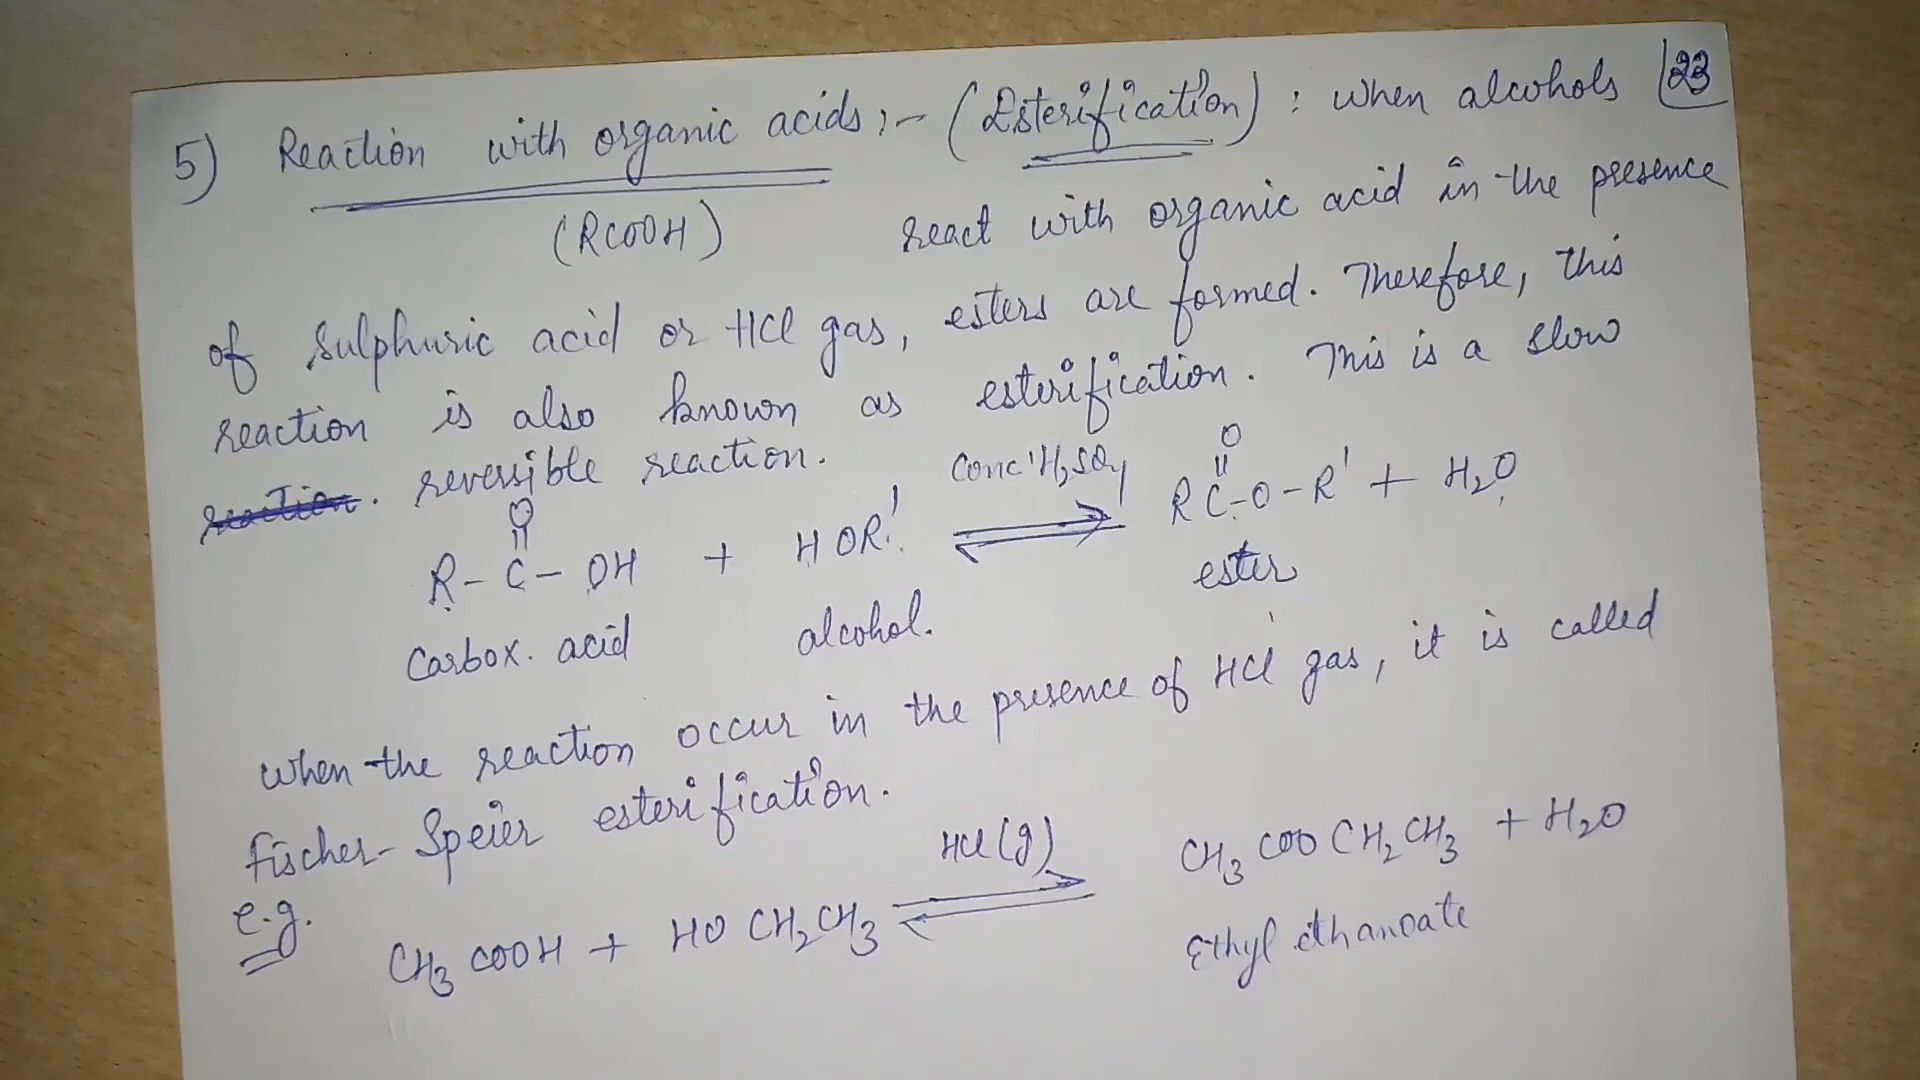 5) Reaction with organic acids :- (Esterification) : when alcohols 23
(RCOOH) react with organic acid in the presence
of sulphuric acid or HCl gas, esters are formed. Therefore, this
reaction is also known as esterification. This is a slow
reaction. reversible reaction.
O
||
R - C - OH + HOR' ⇌ Conc. H2SO4
O
||
RC-O-R' + H2O
Carbox. acid alcohol. ester
when the reaction occur in the presence of HCl gas, it is called
Fischer-Speier esterification.
e.g. CH3COOH + HOCH2CH3 ⇌ HCl(g) CH3COOCH2CH3 + H2O
Ethyl ethanoate